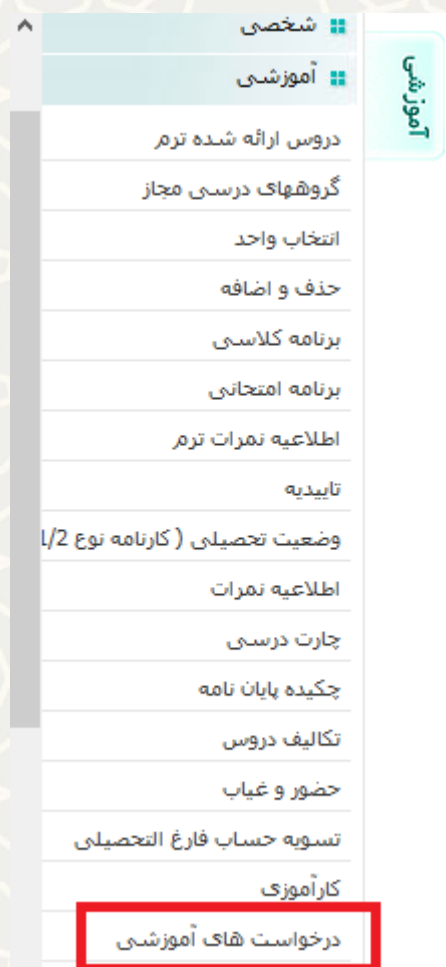 شخصی
آموزشی
آموزشی
دروس ارائه شده ترم
گروههای درسی مجاز
انتخاب واحد
حذف و اضافه
برنامه کلاسی
برنامه امتحانی
اطلاعیه نمرات ترم
تاییدیه
وضعیت تحصیلی ( کارنامه نوع 1/2
اطلاعیه نمرات
چارت درسی
چکیده پایان نامه
تکالیف دروس
حضور و غیاب
تسویه حساب فارغ التحصیلی
کارآموزی
درخواست های آموزشی